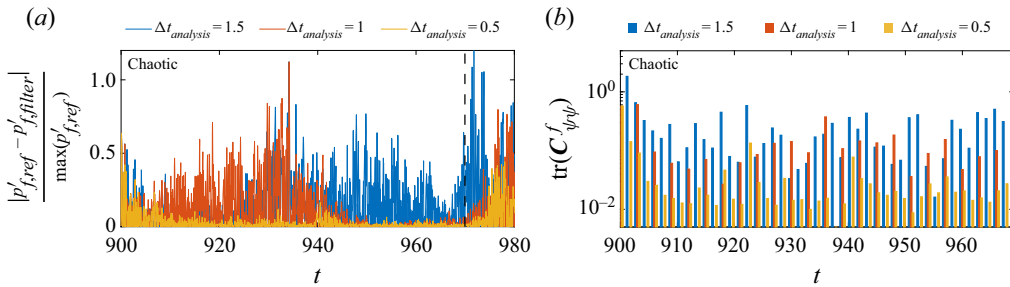 (a)
Δt_analysis = 1.5 Δt_analysis = 1 Δt_analysis = 0.5
Chaotic
|p′_f,ref − p′_f,filter|
max(p′_f,ref)
1.0
0.5
0
900 920 940 960 980
t
(b)
Δt_analysis = 1.5 Δt_analysis = 1 Δt_analysis = 0.5
Chaotic
tr(C^f_ψψ)
10⁰
10⁻²
900 910 920 930 940 950 960
t